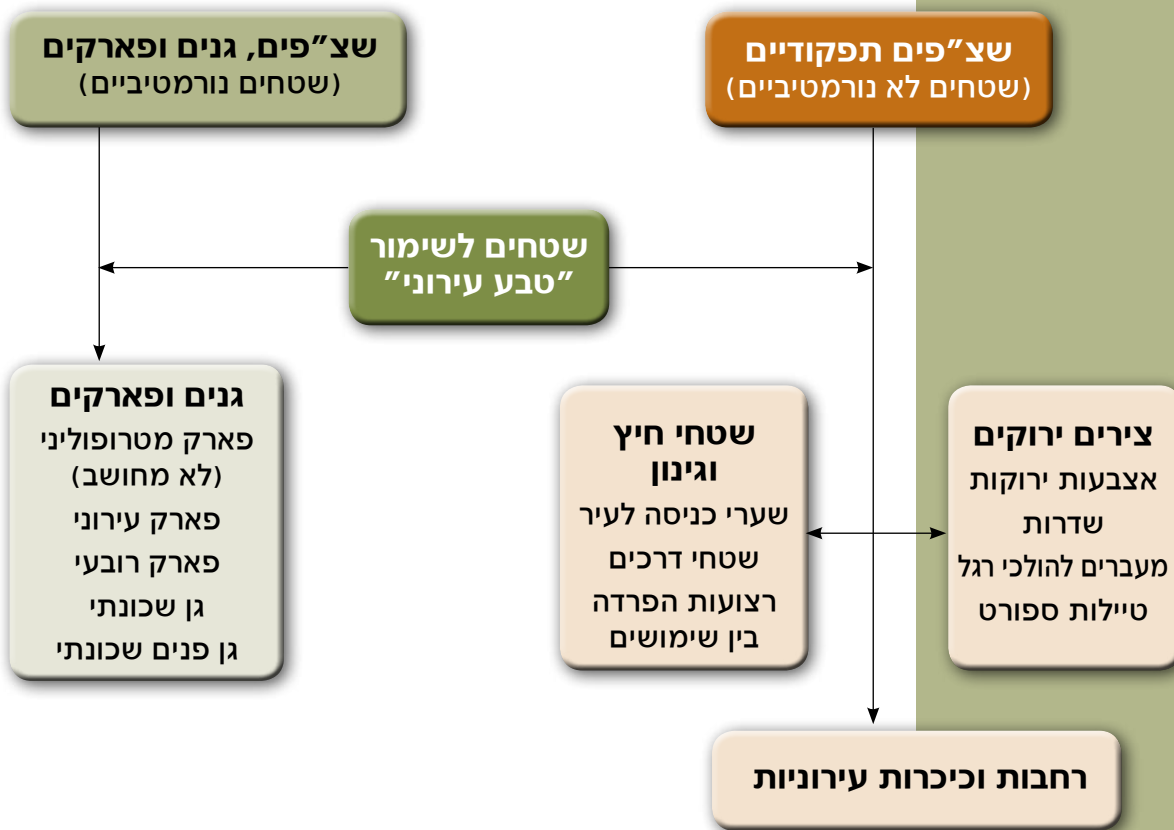 שצ״פים תפקודיים
(שטחים לא נורמטיביים)
שצ״פים, גנים ופארקים
(שטחים נורמטיביים)
שטחים לשימור
״טבע עירוני״
צירים ירוקים
אצבעות ירוקות
שדרות
מעברים להולכי רגל
טיילות ספורט
שטחי חיץ
וגינון
שערי כניסה לעיר
שטחי דרכים
רצועות הפרדה
בין שימושים
גנים ופארקים
פארק מטרופוליני
(לא מחושב)
פארק עירוני
פארק רובעי
גן שכונתי
גן פנים שכונתי
רחבות וכיכרות עירוניות